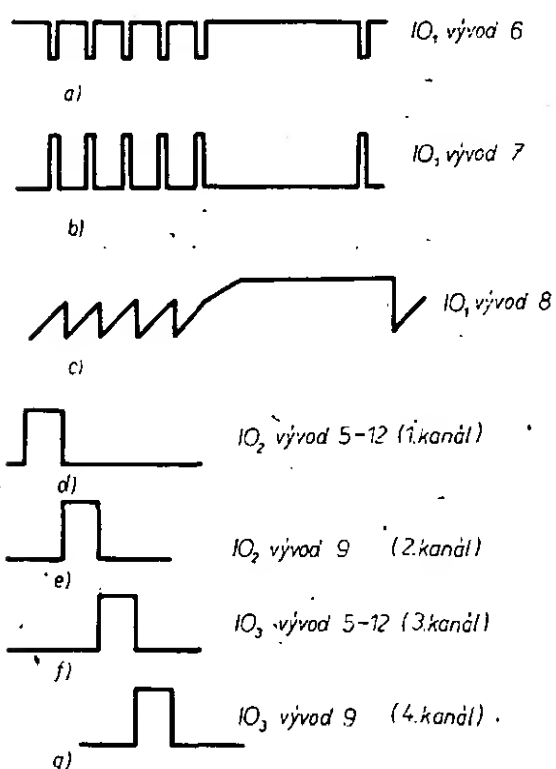 IO₁ vývod 6
a)
IO₁ vývod 7
b)
IO₁ vývod 8
c)
IO₂ vývod 5-12 (1.kanál)
d)
IO₂ vývod 9 (2.kanál)
e)
IO₃ vývod 5-12 (3.kanál)
f)
IO₃ vývod 9 (4.kanál)
g)